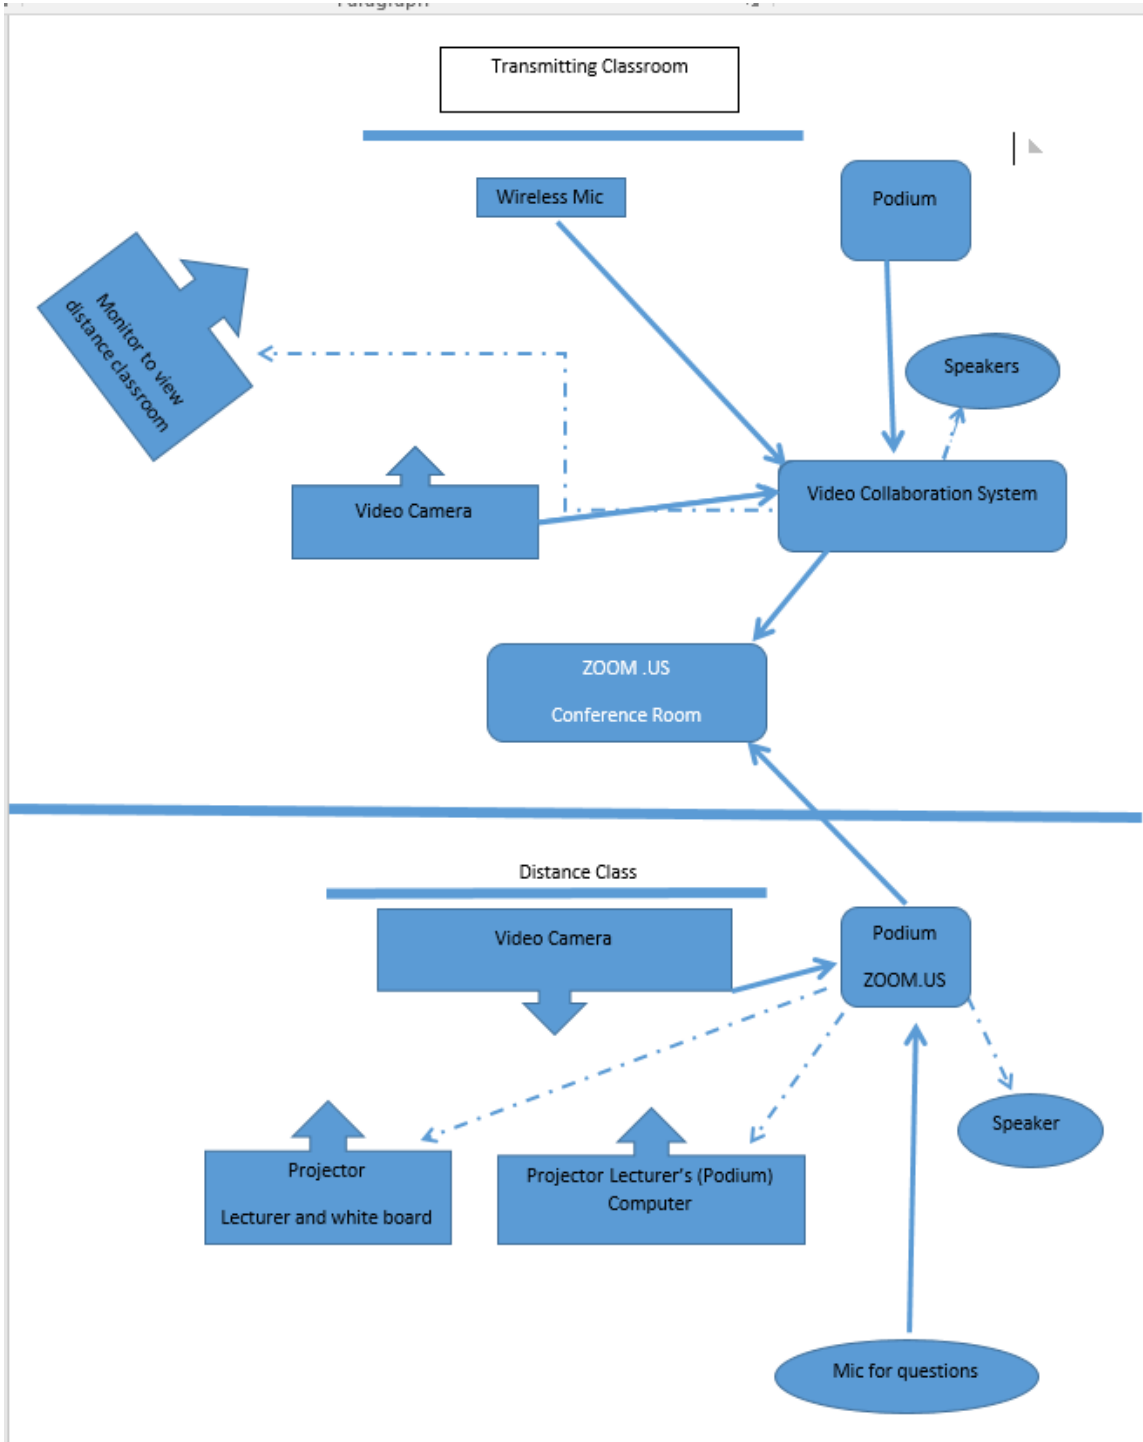 Paragraph
Transmitting Classroom
Wireless Mic
Podium
Monitor to view
distance classroom
Speakers
Video Camera
Video Collaboration System
ZOOM .US
Conference Room
Distance Class
Video Camera
Podium
ZOOM.US
Speaker
Projector
Lecturer and white board
Projector Lecturer's (Podium)
Computer
Mic for questions